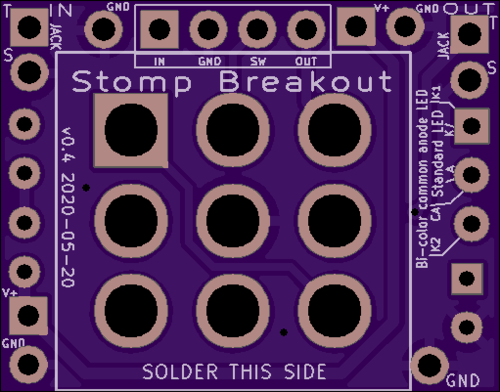 T IN
GND
V+
GND
OUT
T
JACK
JACK
S
S
IN GND SW OUT
Stomp Breakout
v0.4 2020-05-20
Bi-color common anode LED
K2 CA K1
Standard LED
A K
V+
GND
SOLDER THIS SIDE
GND